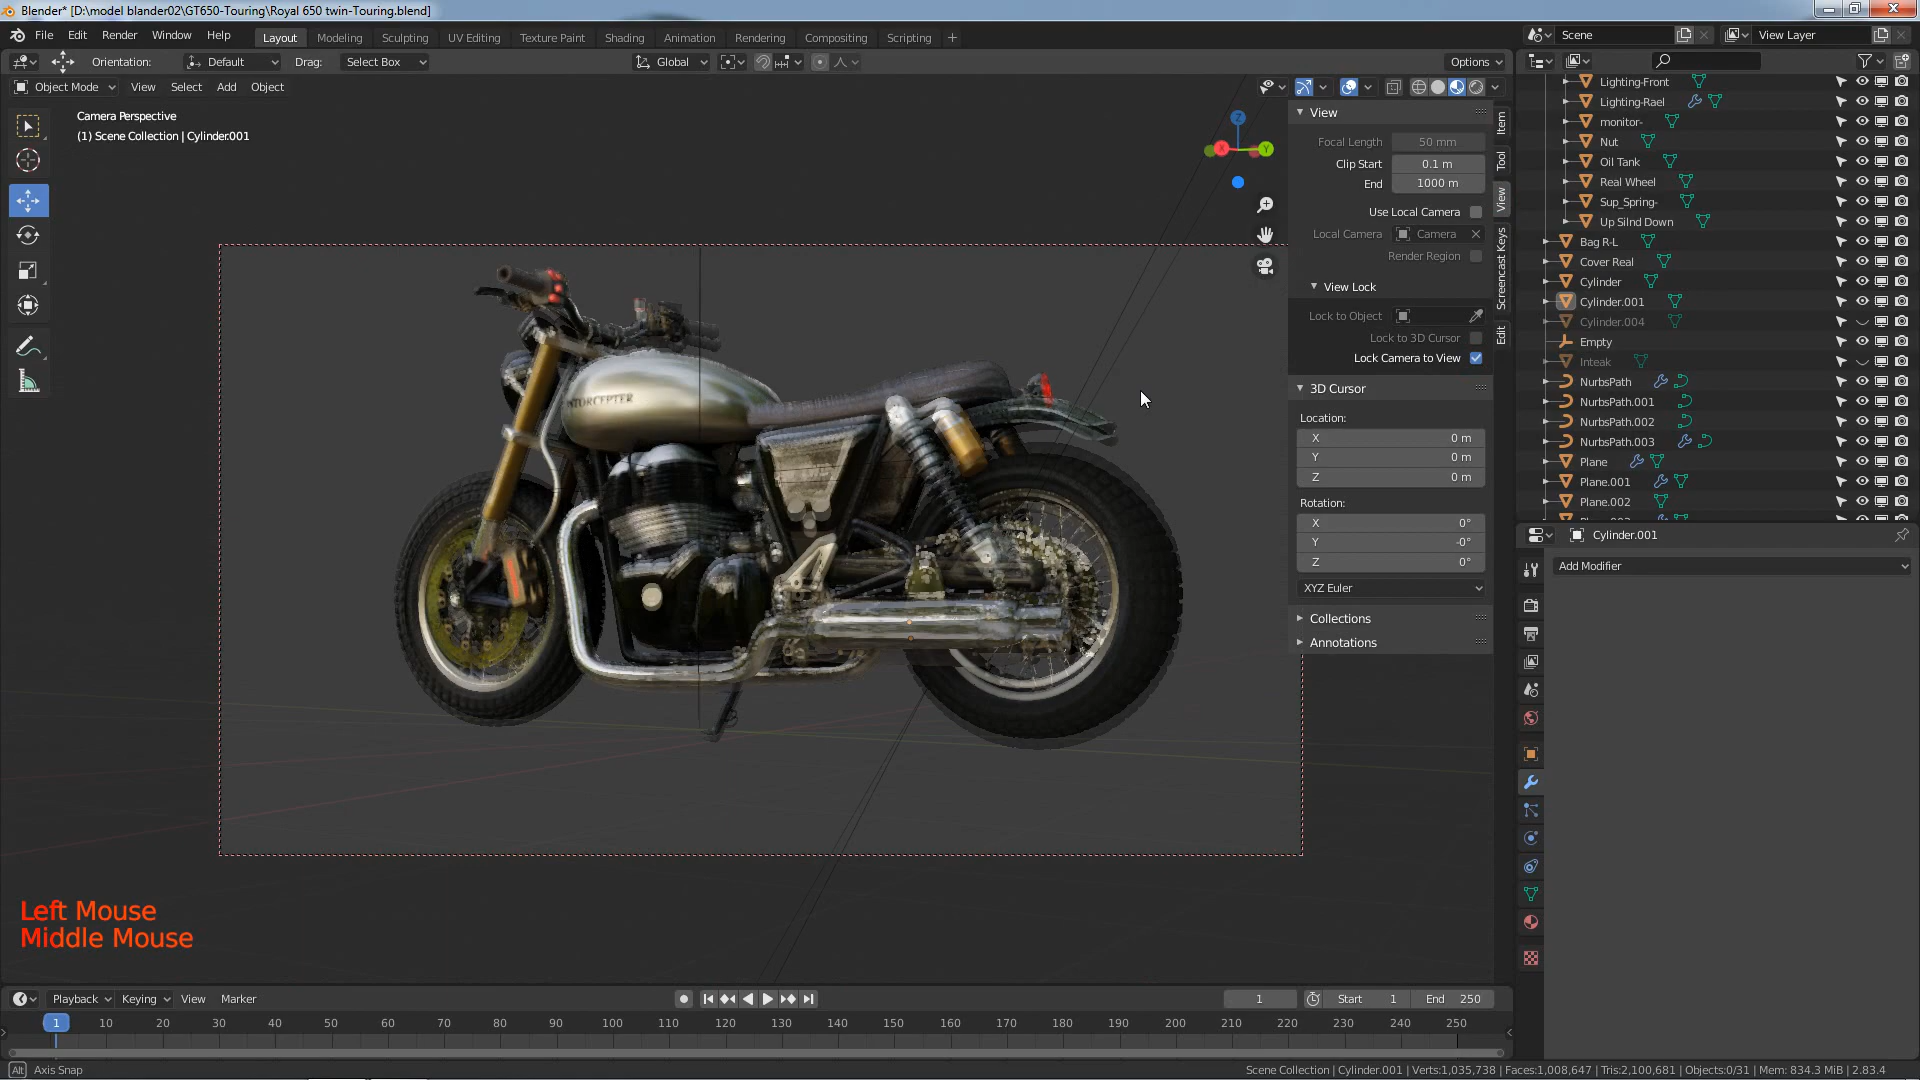 Blender* [D:\model blander02\GT650-Touring\Royal 650 twin-Touring.blend]
File Edit Render Window Help Layout Modeling Sculpting UV Editing Texture Paint Shading Animation Rendering Compositing Scripting + Scene View Layer
Orientation: Default Drag: Select Box Global Options
Object Mode View Select Add Object
Camera Perspective
(1) Scene Collection | Cylinder.001
Z
X
Y
View
Focal Length 50 mm
Clip Start 0.1 m
End 1000 m
Use Local Camera
Local Camera Camera
Render Region
View Lock
Lock to Object
Lock to 3D Cursor
Lock Camera to View
3D Cursor
Location:
X 0 m
Y 0 m
Z 0 m
Rotation:
X 0°
Y -0°
Z 0°
XYZ Euler
Collections
Annotations
Item
Tool
View
Screencast Keys
Edit
Lighting-Front
Lighting-Rael
monitor-
Nut
Oil Tank
Real Wheel
Sup_Spring-
Up Silnd Down
Bag R-L
Cover Real
Cylinder
Cylinder.001
Cylinder.004
Empty
Inteak
NurbsPath
NurbsPath.001
NurbsPath.002
NurbsPath.003
Plane
Plane.001
Plane.002
Cylinder.001
Add Modifier
Left Mouse
Middle Mouse
Playback Keying View Marker 1 Start 1 End 250
1 10 20 30 40 50 60 70 80 90 100 110 120 130 140 150 160 170 180 190 200 210 220 230 240 250
Alt Axis Snap
Scene Collection | Cylinder.001 | Verts:1,035,738 | Faces:1,008,647 | Tris:2,100,681 | Objects:0/31 | Mem: 834.3 MiB | 2.83.4